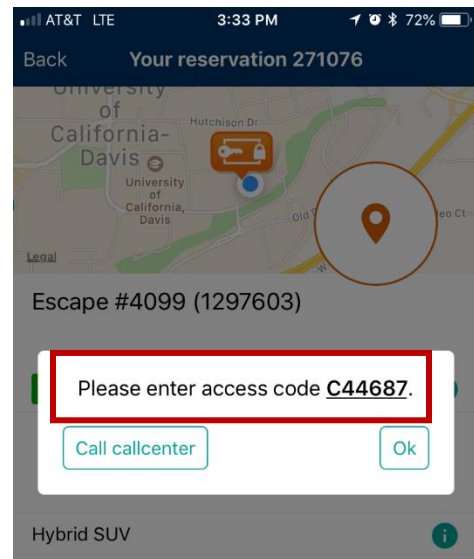 AT&T LTE 3:33 PM 72%
Back Your reservation 271076
University
of
California-
Davis
Hutchison Dr
University
of
California,
Davis
Old
eo Ct
Legal
Escape #4099 (1297603)
Please enter access code C44687.
Call callcenter Ok
Hybrid SUV